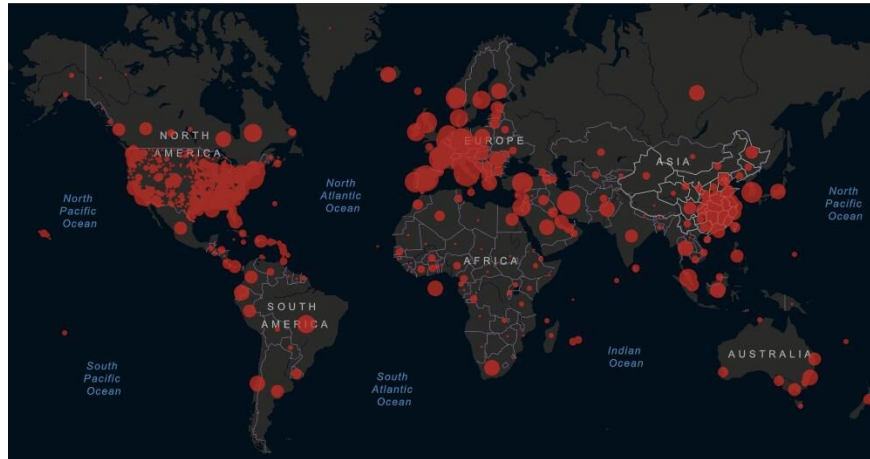 NORTH
AMERICA
EUROPE
ASIA
North
Pacific
Ocean
North
Atlantic
Ocean
North
Pacific
Ocean
AFRICA
SOUTH
AMERICA
AUSTRALIA
South
Pacific
Ocean
South
Atlantic
Ocean
Indian
Ocean